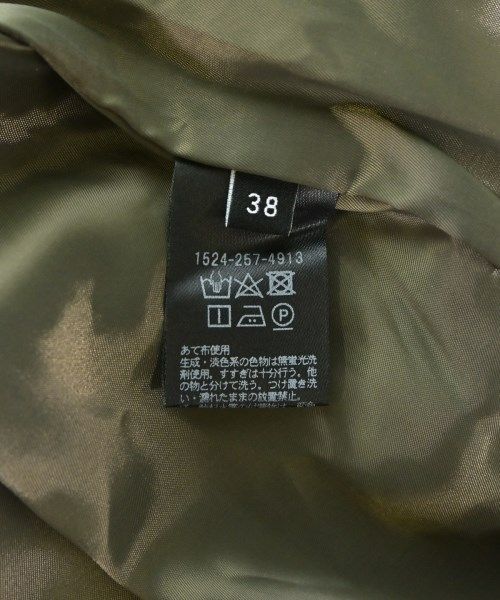 38
1524-257-4913
P
あて布使用
生成・淡色系の色物は無蛍光洗
剤使用。すすぎは十分行う。他
の物と分けて洗う。つけ置き洗
い・濡れたままの放置禁止。